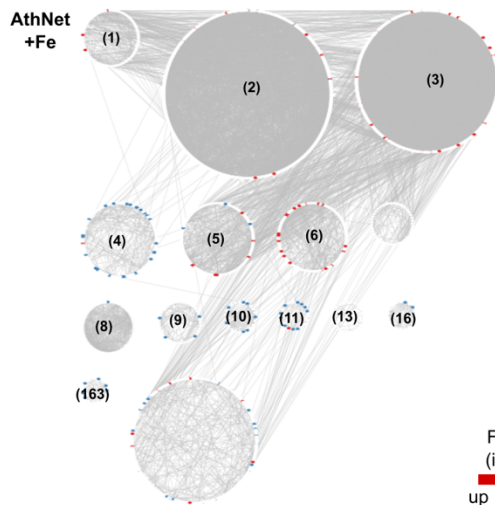 AthNet
+Fe
(1)
(2)
(3)
(4)
(5)
(6)
(8)
(9)
(10)
(11)
(13)
(16)
(163)
F
(i
up